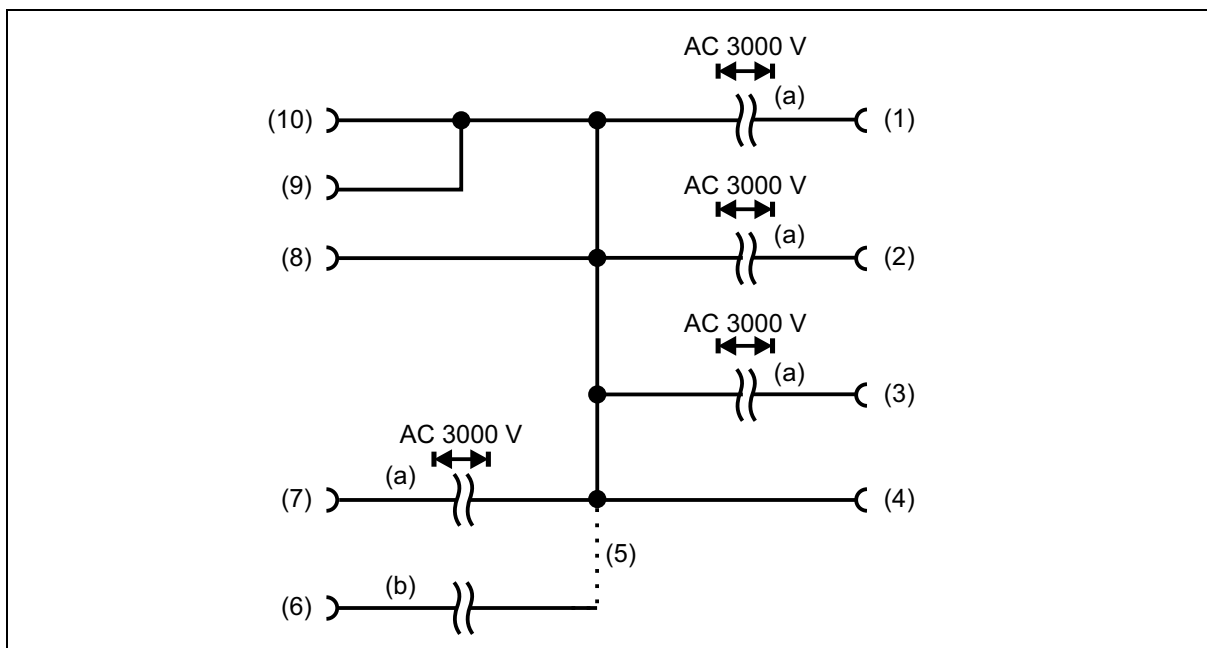 AC 3000 V
(10) (a) (1)
(9)
AC 3000 V
(8) (a) (2)
AC 3000 V
(a) (3)
AC 3000 V
(7) (a) (4)
(5)
(6) (b)